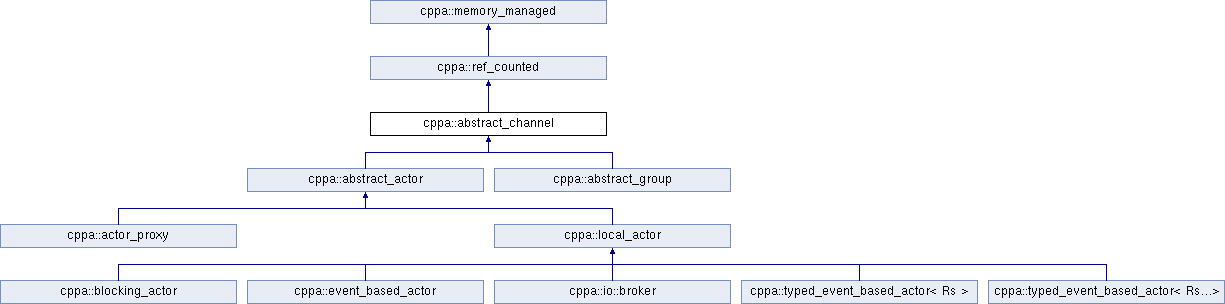 cppa::memory_managed
cppa::ref_counted
cppa::abstract_channel
cppa::abstract_actor
cppa::abstract_group
cppa::actor_proxy
cppa::local_actor
cppa::blocking_actor
cppa::event_based_actor
cppa::io::broker
cppa::typed_event_based_actor< Rs >
cppa::typed_event_based_actor< Rs...>